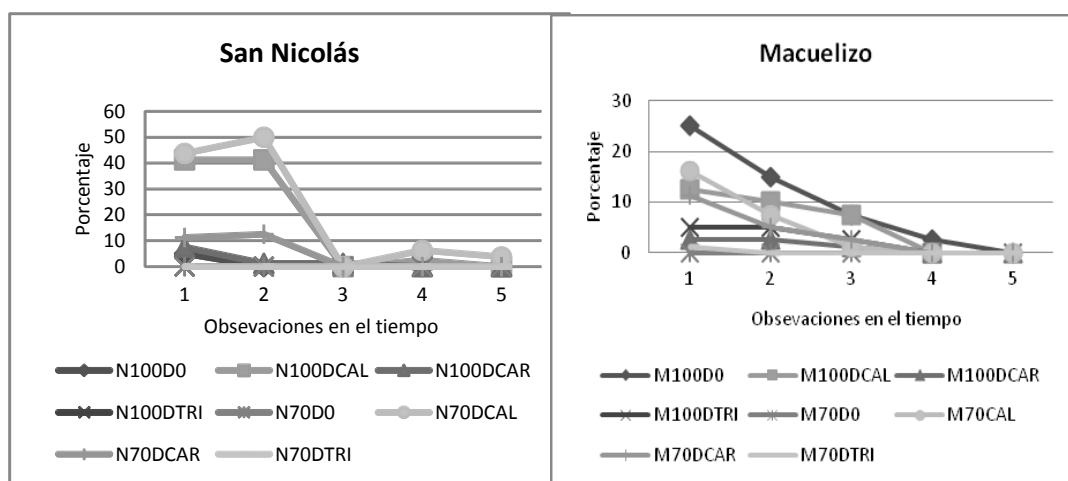 San Nicolás
Porcentaje
60
50
40
30
20
10
0
1 2 3 4 5
Obsevaciones en el tiempo
N100D0 N100DCAL N100DCAR
N100DTRI N70D0 N70DCAL
N70DCAR N70DTRI
Macuelizo
Porcentaje
30
20
10
0
1 2 3 4 5
Obsevaciones en el tiempo
M100D0 M100DCAL M100DCAR
M100DTRI M70D0 M70CAL
M70DCAR M70DTRI